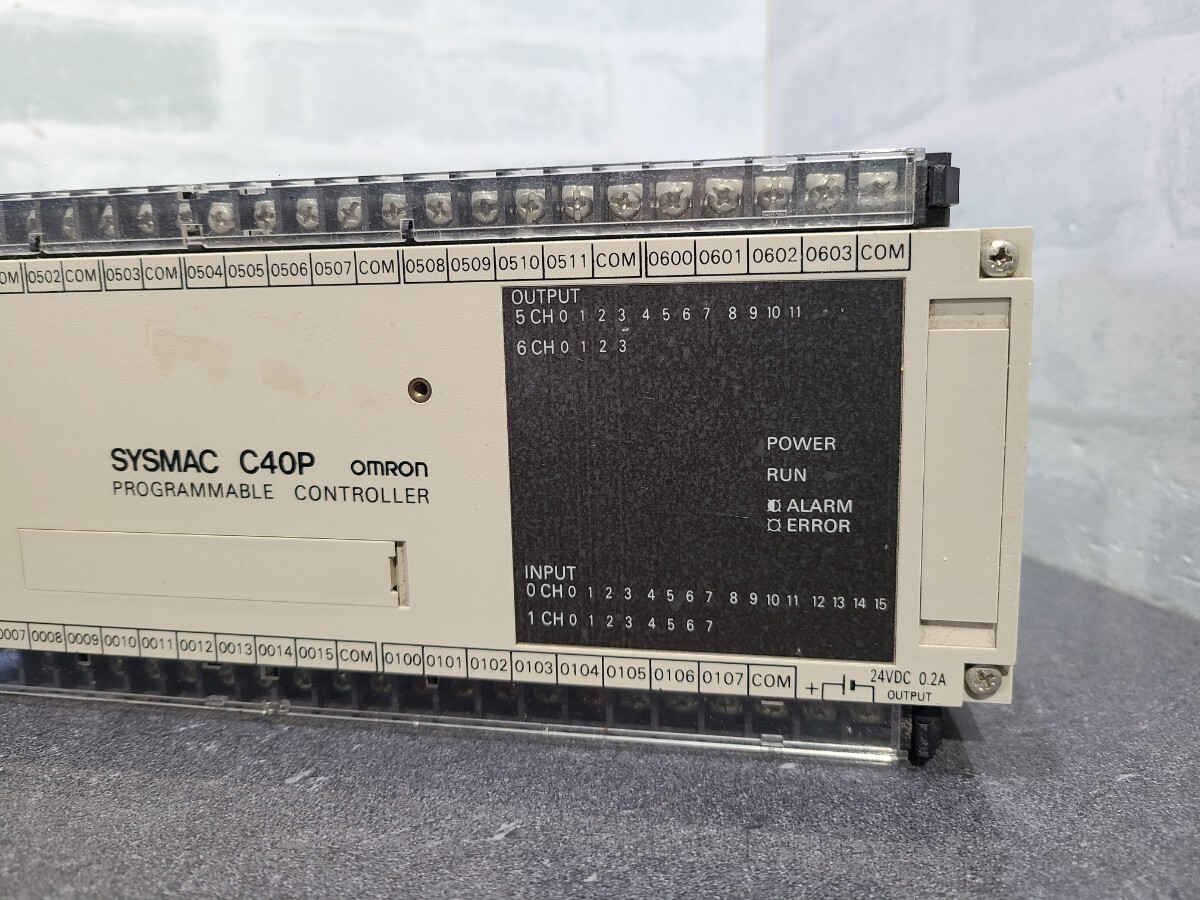 OM 0502 COM 0503 COM 0504 0505 0506 0507 COM 0508 0509 0510 0511 COM 0600 0601 0602 0603 COM
OUTPUT
5 CH 0 1 2 3 4 5 6 7 8 9 10 11
6 CH 0 1 2 3
SYSMAC C40P omron
PROGRAMMABLE CONTROLLER
POWER
RUN
ALARM
ERROR
INPUT
0 CH 0 1 2 3 4 5 6 7 8 9 10 11 12 13 14 15
1 CH 0 1 2 3 4 5 6 7
0007 0008 0009 0010 0011 0012 0013 0014 0015 COM 0100 0101 0102 0103 0104 0105 0106 0107 COM + 24VDC 0.2A
OUTPUT